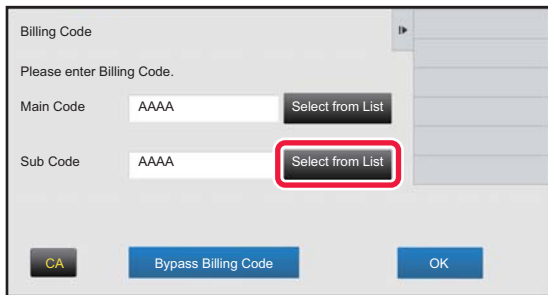 Billing Code
Please enter Billing Code.
Main Code AAAA Select from List
Sub Code AAAA Select from List
CA Bypass Billing Code OK